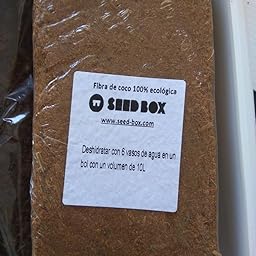 Fibra de coco 100% ecológica
SEED BOX
www.seed-box.com
Deshidratar con 6 vasos de agua en un
bol con un volumen de 10L